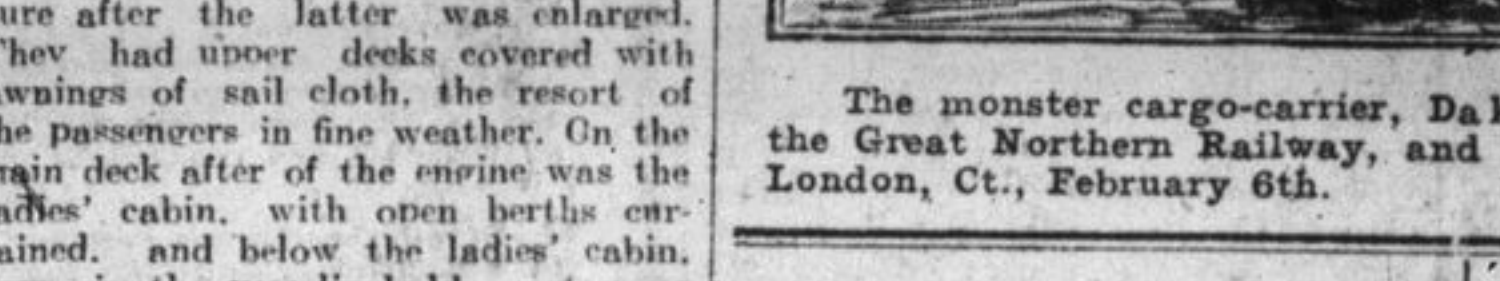 ure after the latter was enlarged.
They had upper decks covered with
awnings of sail cloth, the resort of
he passengers in fine weather. On the
main deck after of the engine was the
adies' cabin, with open berths cur-
ained, and below the ladies' cabin,
The monster cargo-carrier, Dak
the Great Northern Railway, and
London, Ct., February 6th.